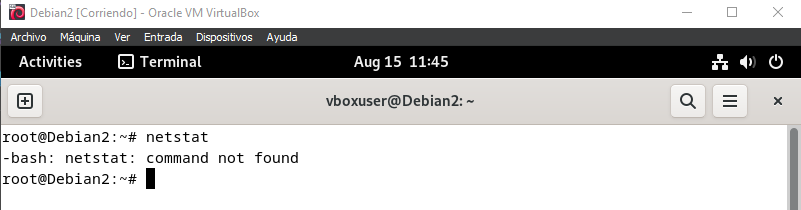 Debian2 [Corriendo] - Oracle VM VirtualBox
Archivo Máquina Ver Entrada Dispositivos Ayuda
Activities Terminal Aug 15 11:45
vboxuser@Debian2: ~
root@Debian2:~# netstat
-bash: netstat: command not found
root@Debian2:~#